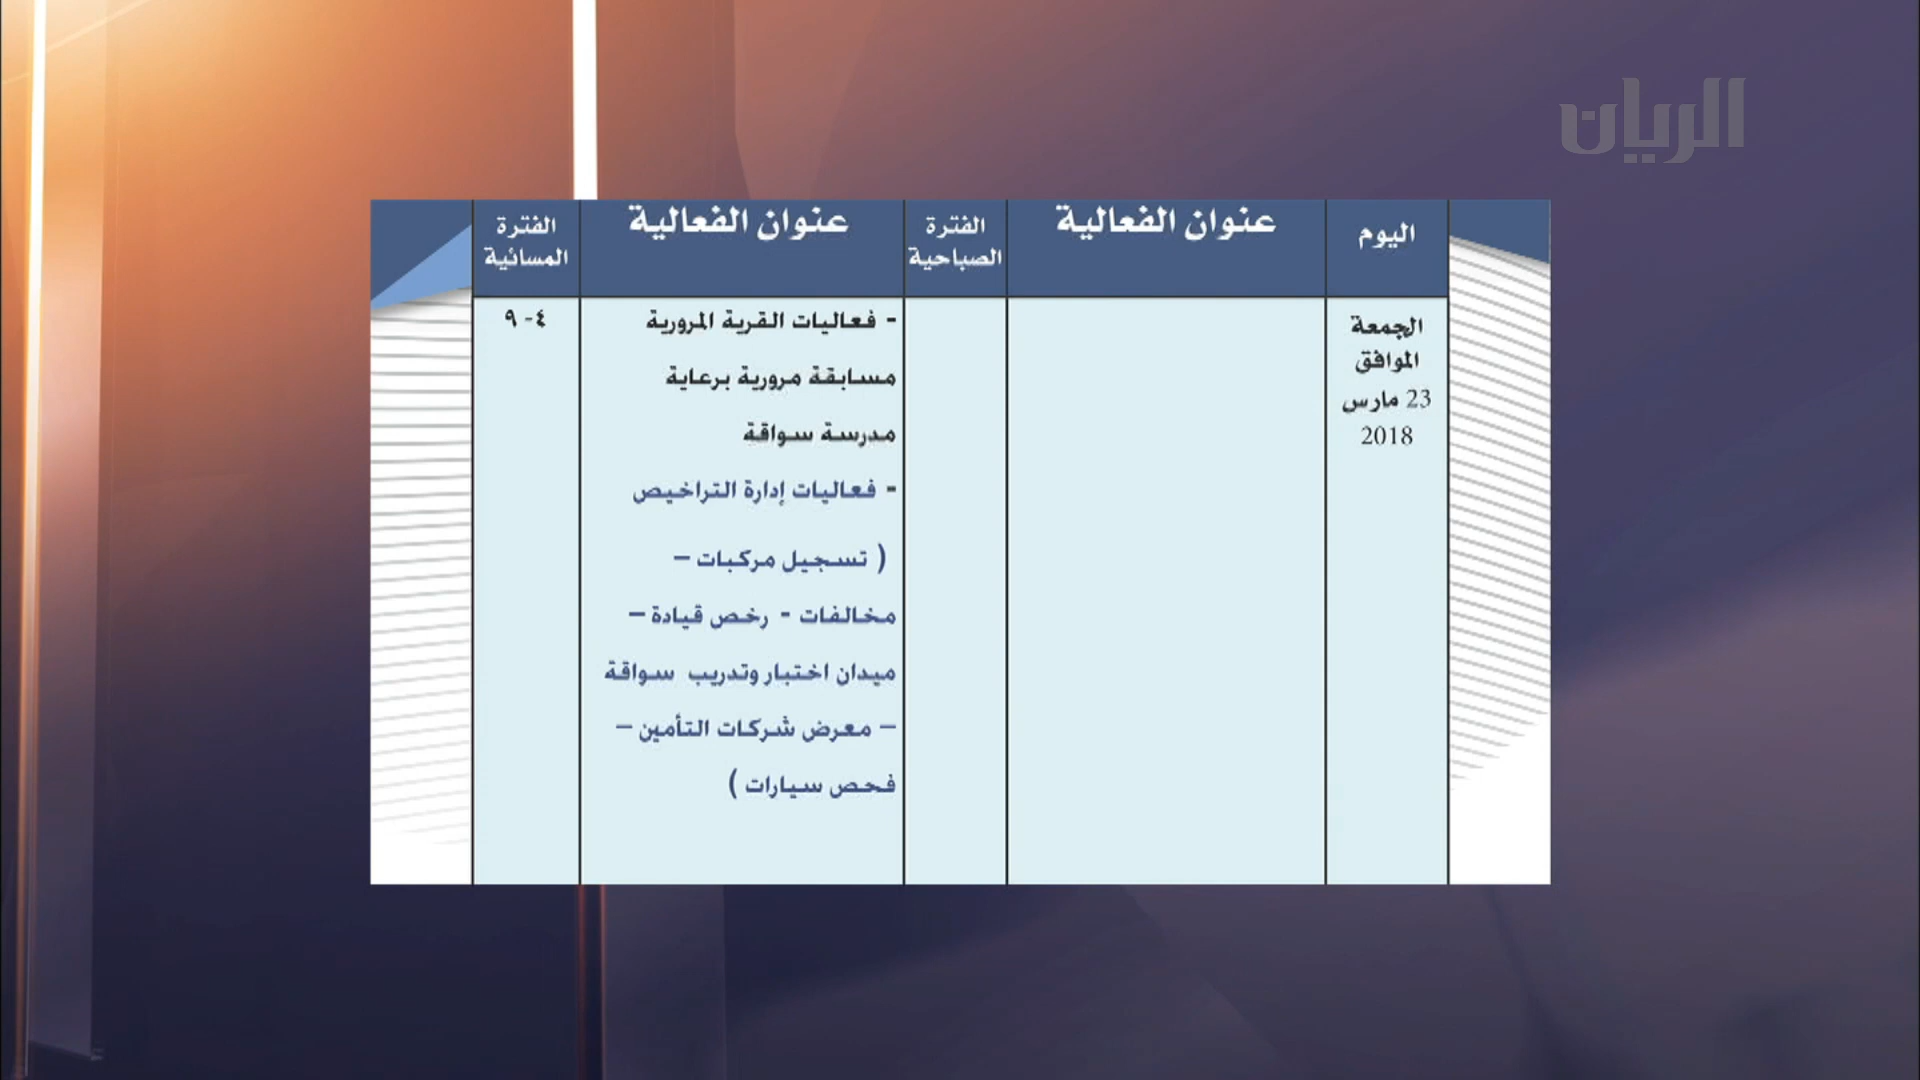 الريان
اليوم
عنوان الفعالية
الفترة
الصباحية
عنوان الفعالية
الفترة
المسائية
الجمعة
الموافق
23 مارس
2018
- فعاليات القرية المرورية
مسابقة مرورية برعاية
مدرسة سواقة
- فعاليات إدارة التراخيص
( تسجيل مركبات –
مخالفات - رخص قيادة –
ميدان اختبار وتدريب سواقة
– معرض شركات التأمين –
فحص سيارات )
٤- ٩